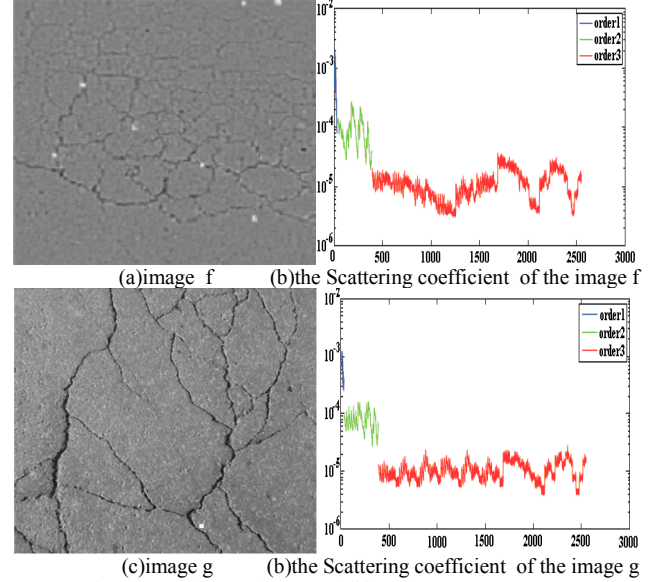 10^-2
order1
order2
order3
10^-3
10^-4
10^-5
10^-6
0 500 1000 1500 2000 2500 3000
(a)image f (b)the Scattering coefficient of the image f
10^-2
order1
order2
order3
10^-3
10^-4
10^-5
10^-6
0 500 1000 1500 2000 2500 3000
(c)image g (b)the Scattering coefficient of the image g